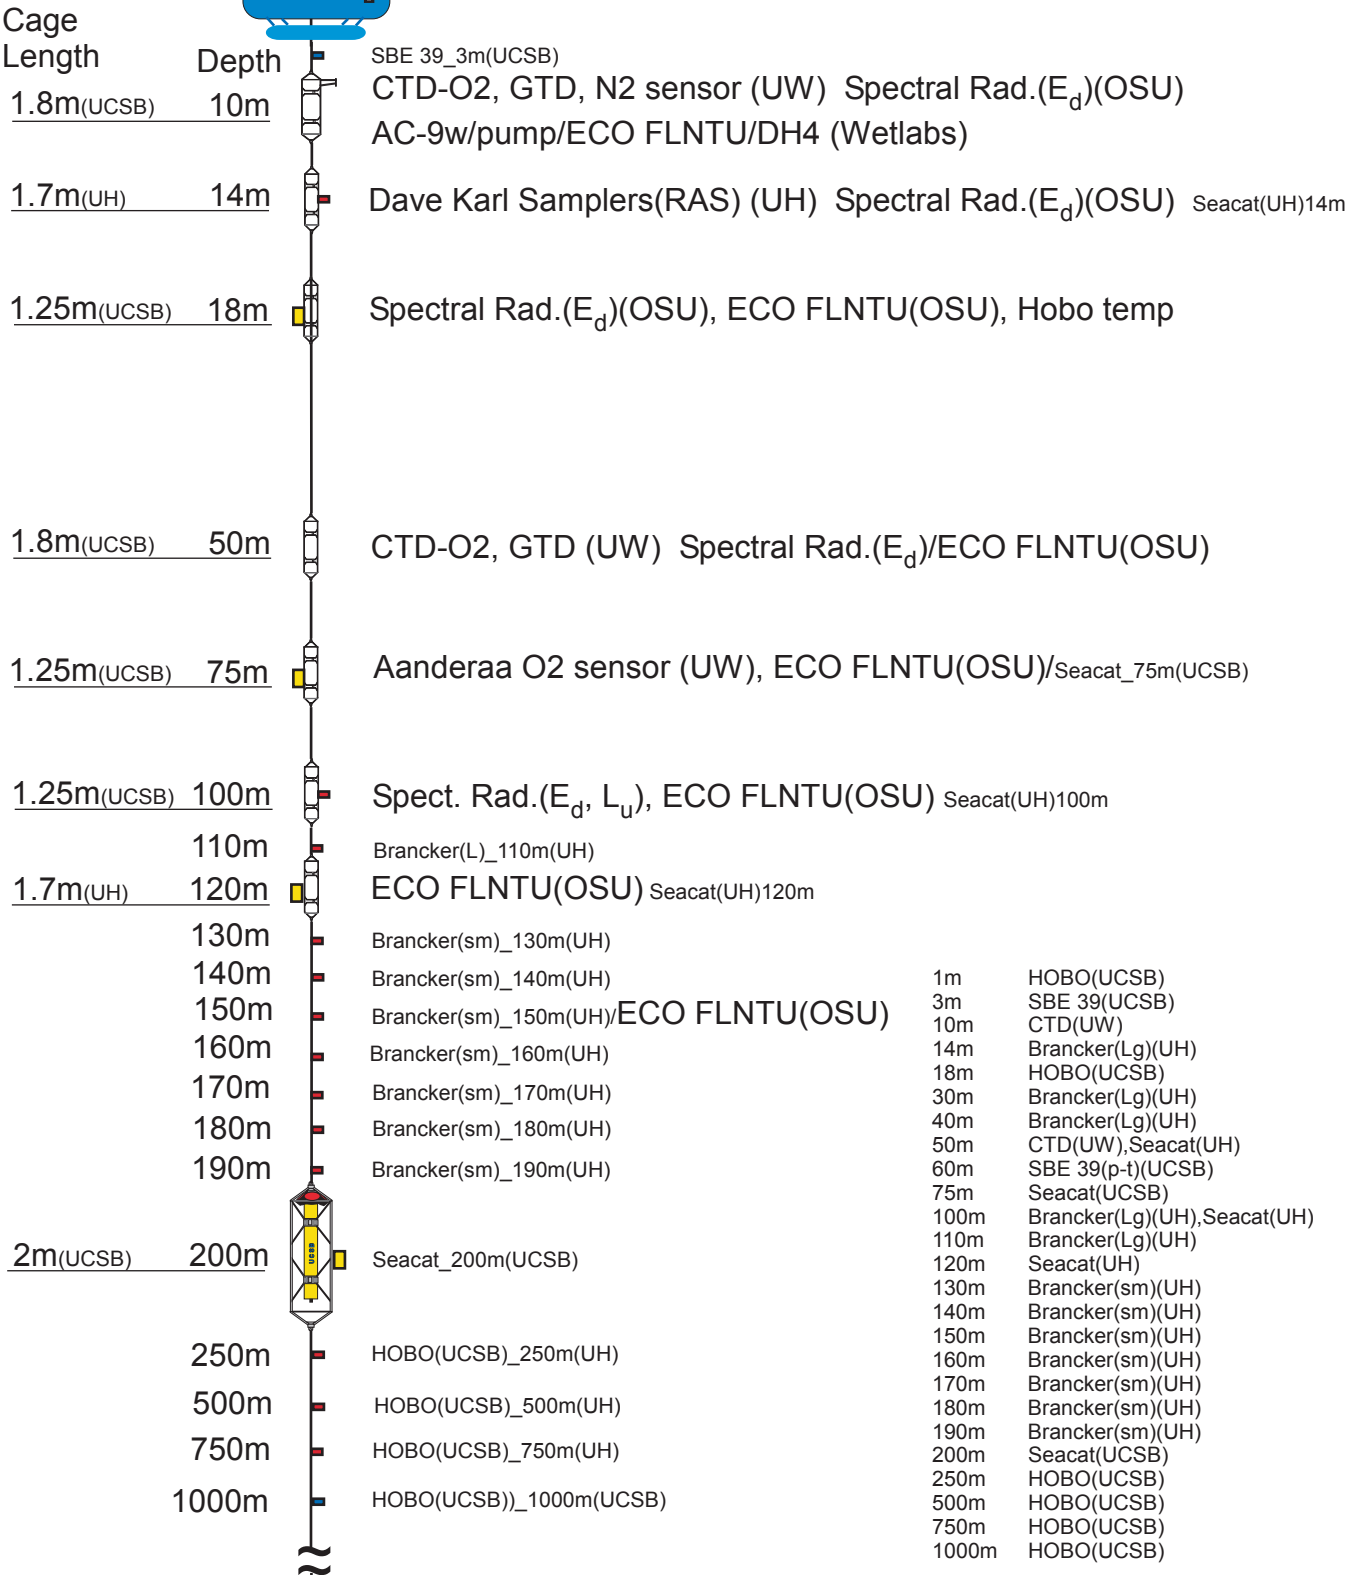 Cage
Length Depth
SBE 39_3m(UCSB)
1.8m(UCSB) 10m CTD-O2, GTD, N2 sensor (UW) Spectral Rad.(Ed)(OSU)
AC-9w/pump/ECO FLNTU/DH4 (Wetlabs)
1.7m(UH) 14m Dave Karl Samplers(RAS) (UH) Spectral Rad.(Ed)(OSU) Seacat(UH)14m
1.25m(UCSB) 18m Spectral Rad.(Ed)(OSU), ECO FLNTU(OSU), Hobo temp
1.8m(UCSB) 50m CTD-O2, GTD (UW) Spectral Rad.(Ed)/ECO FLNTU(OSU)
1.25m(UCSB) 75m Aanderaa O2 sensor (UW), ECO FLNTU(OSU)/Seacat_75m(UCSB)
1.25m(UCSB) 100m Spect. Rad.(Ed, Lu), ECO FLNTU(OSU) Seacat(UH)100m
110m Brancker(L)_110m(UH)
1.7m(UH) 120m ECO FLNTU(OSU) Seacat(UH)120m
130m Brancker(sm)_130m(UH)
140m Brancker(sm)_140m(UH)
150m Brancker(sm)_150m(UH)/ECO FLNTU(OSU)
160m Brancker(sm)_160m(UH)
170m Brancker(sm)_170m(UH)
180m Brancker(sm)_180m(UH)
190m Brancker(sm)_190m(UH)
2m(UCSB) 200m UCSB Seacat_200m(UCSB)
250m HOBO(UCSB)_250m(UH)
500m HOBO(UCSB)_500m(UH)
750m HOBO(UCSB)_750m(UH)
1000m HOBO(UCSB))_1000m(UCSB)
1m HOBO(UCSB)
3m SBE 39(UCSB)
10m CTD(UW)
14m Brancker(Lg)(UH)
18m HOBO(UCSB)
30m Brancker(Lg)(UH)
40m Brancker(Lg)(UH)
50m CTD(UW),Seacat(UH)
60m SBE 39(p-t)(UCSB)
75m Seacat(UCSB)
100m Brancker(Lg)(UH),Seacat(UH)
110m Brancker(Lg)(UH)
120m Seacat(UH)
130m Brancker(sm)(UH)
140m Brancker(sm)(UH)
150m Brancker(sm)(UH)
160m Brancker(sm)(UH)
170m Brancker(sm)(UH)
180m Brancker(sm)(UH)
190m Brancker(sm)(UH)
200m Seacat(UCSB)
250m HOBO(UCSB)
500m HOBO(UCSB)
750m HOBO(UCSB)
1000m HOBO(UCSB)